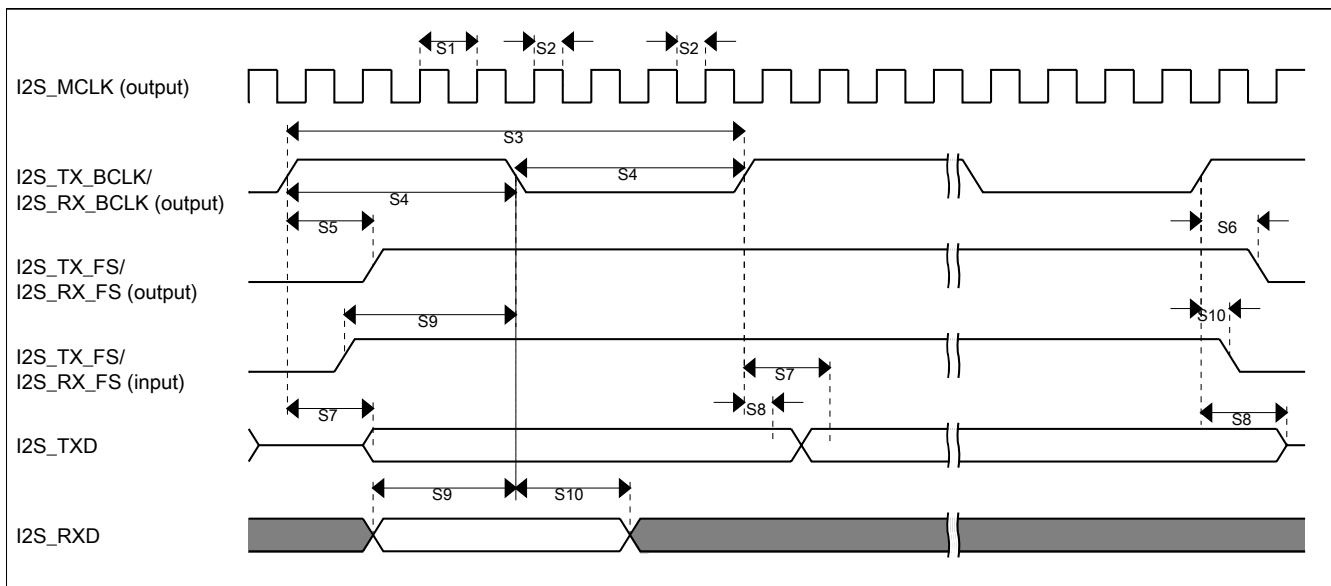 S1
S2
S2
I2S_MCLK (output)
S3
I2S_TX_BCLK/
I2S_RX_BCLK (output)
S4
S4
S5
S6
I2S_TX_FS/
I2S_RX_FS (output)
S9
S10
I2S_TX_FS/
I2S_RX_FS (input)
S7
S7
S8
S8
I2S_TXD
S9
S10
I2S_RXD